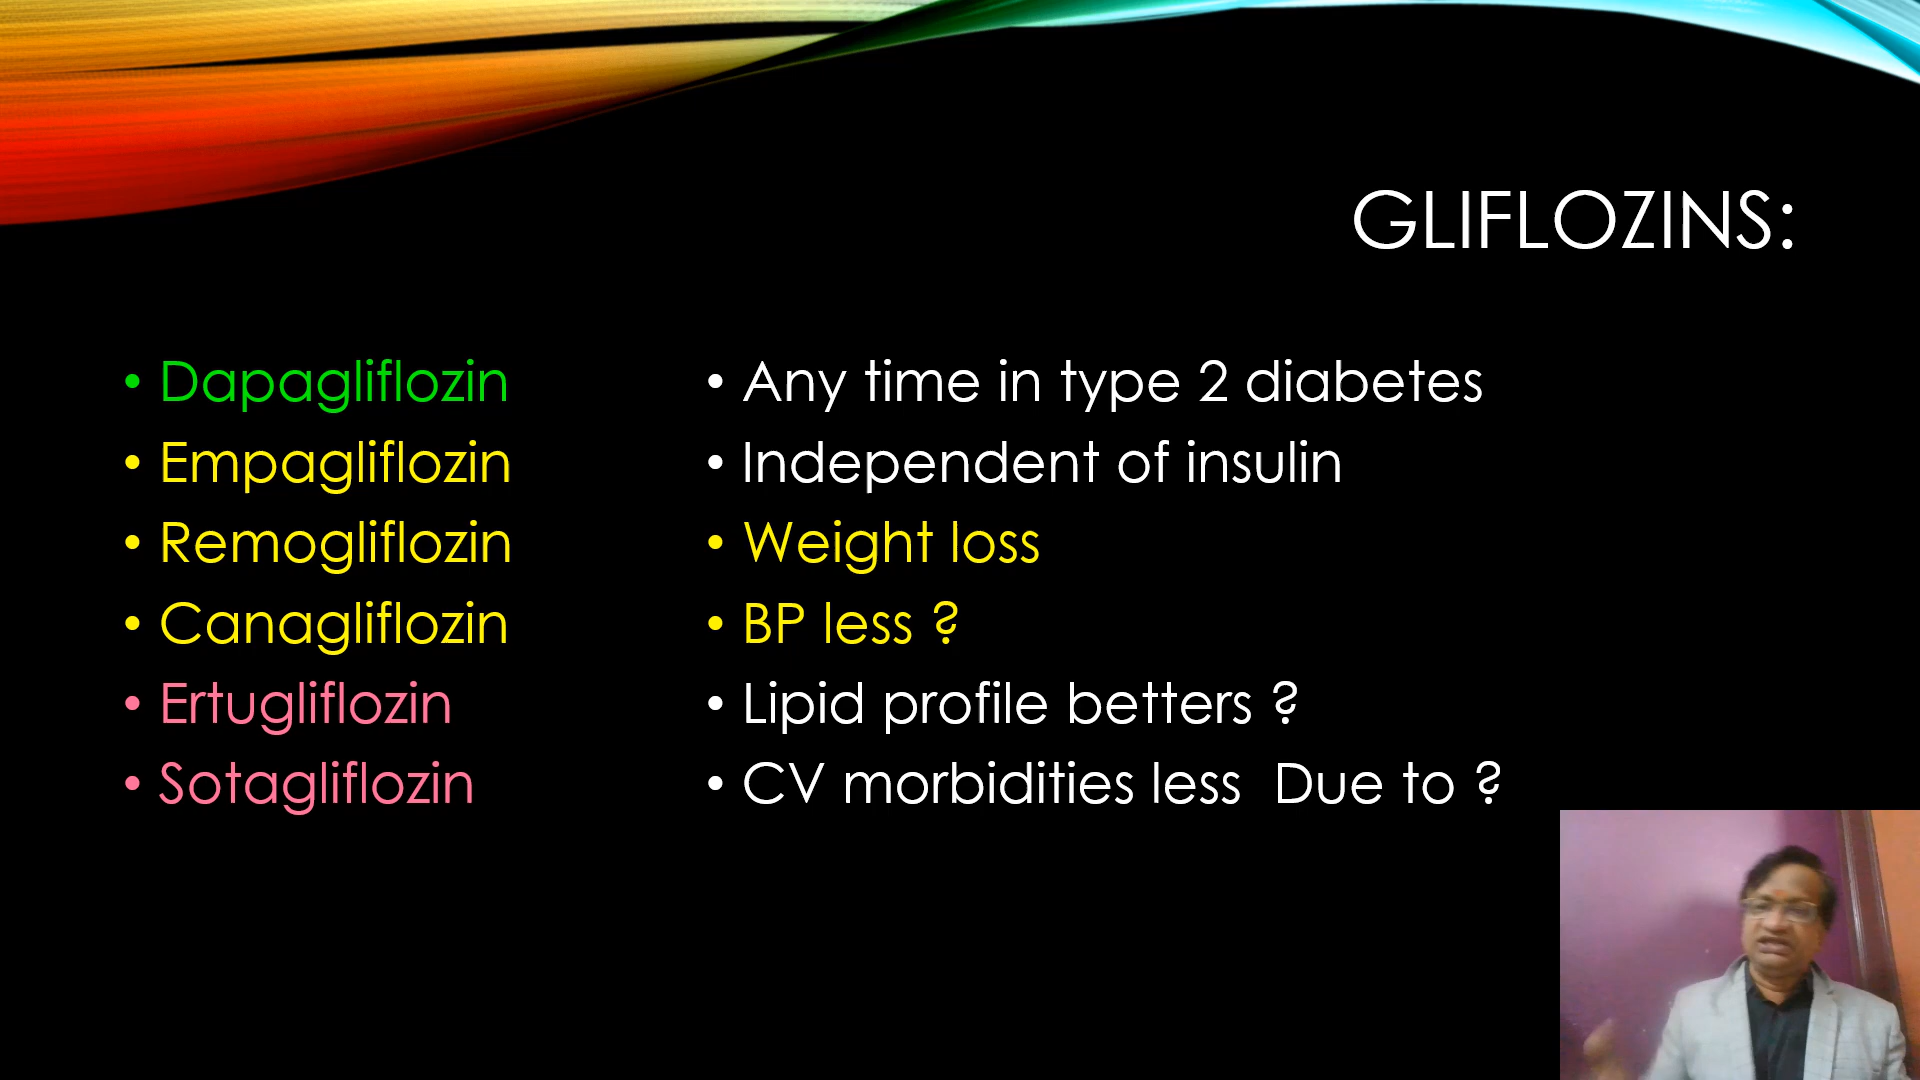 GLIFLOZINS:
• Dapagliflozin
• Empagliflozin
• Remogliflozin
• Canagliflozin
• Ertugliflozin
• Sotagliflozin
• Any time in type 2 diabetes
• Independent of insulin
• Weight loss
• BP less ?
• Lipid profile betters ?
• CV morbidities less  Due to ?